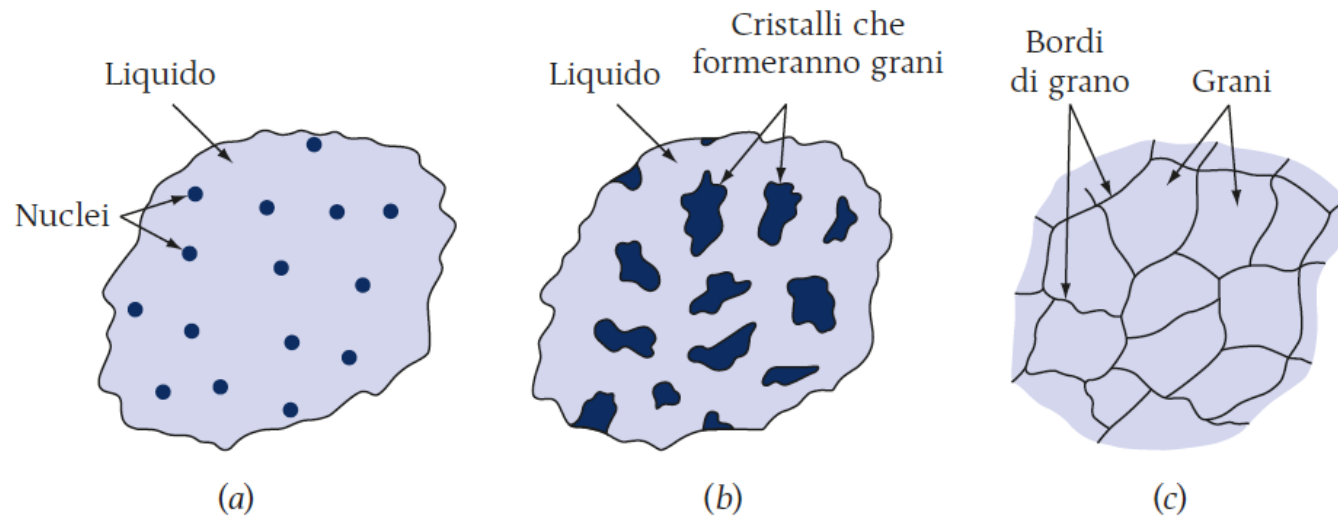 Liquido
Nuclei
(a)
Liquido
Cristalli che
formeranno grani
(b)
Bordi
di grano
Grani
(c)